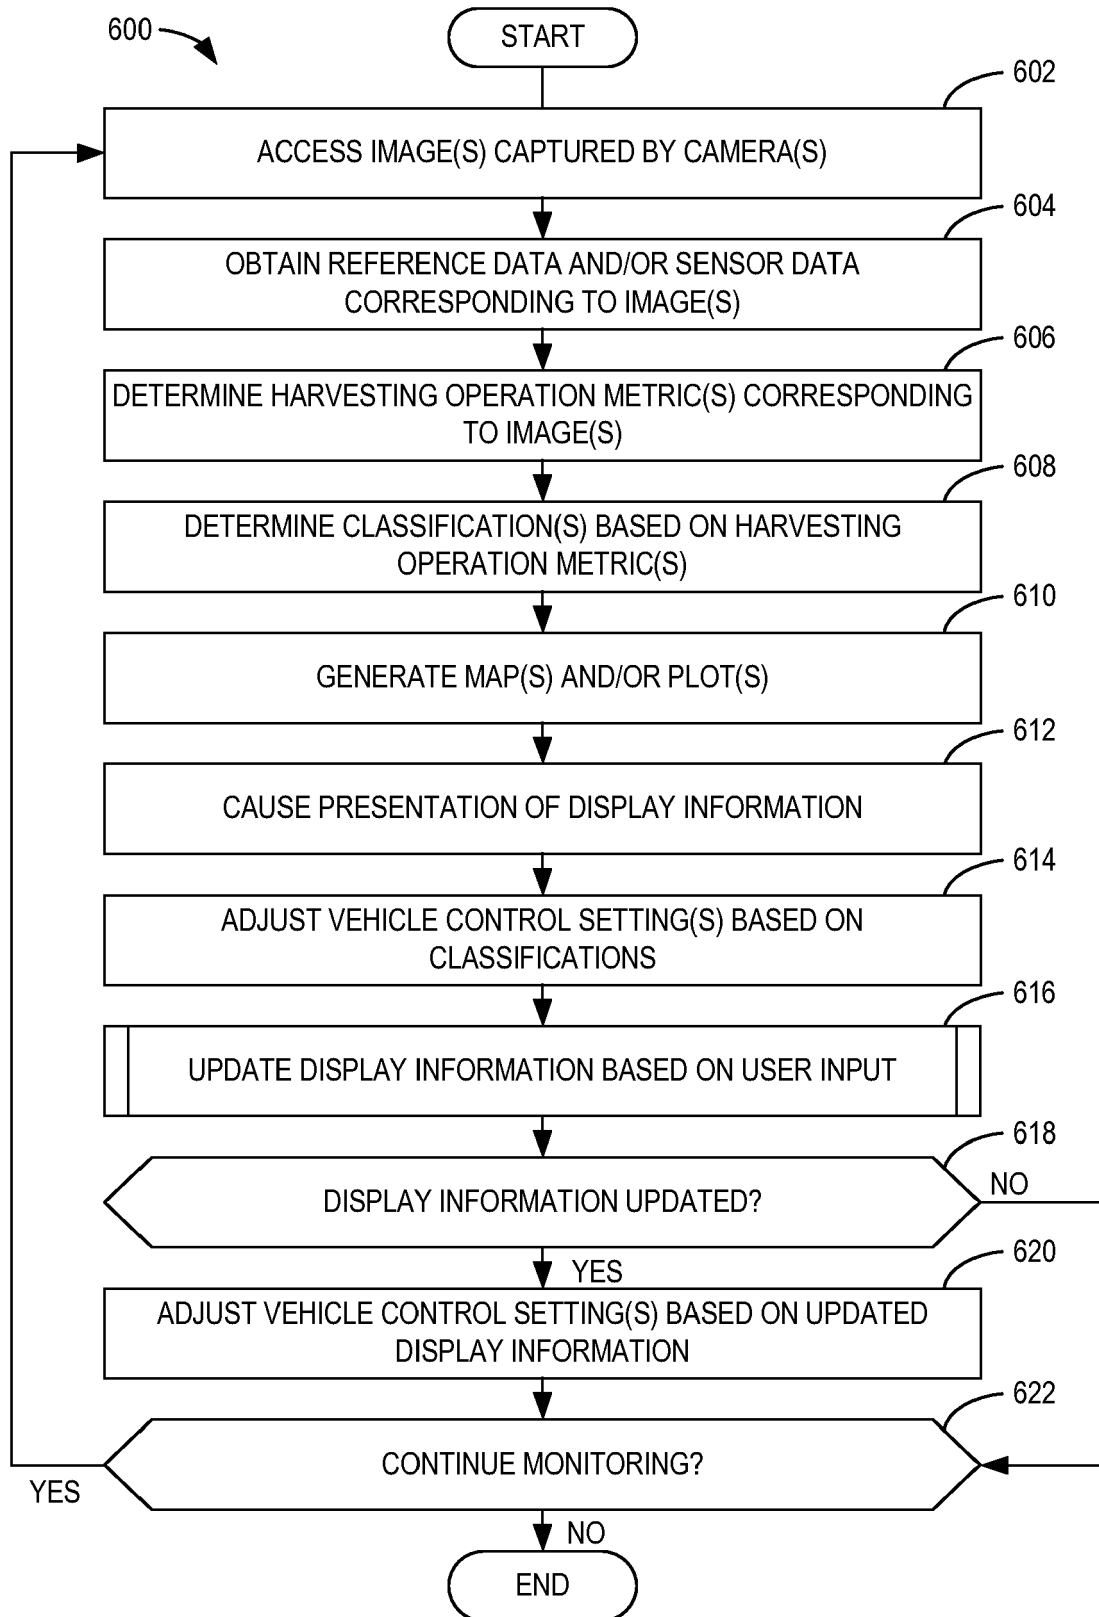 600
START
602
ACCESS IMAGE(S) CAPTURED BY CAMERA(S)
604
OBTAIN REFERENCE DATA AND/OR SENSOR DATA
CORRESPONDING TO IMAGE(S)
606
DETERMINE HARVESTING OPERATION METRIC(S) CORRESPONDING
TO IMAGE(S)
608
DETERMINE CLASSIFICATION(S) BASED ON HARVESTING
OPERATION METRIC(S)
610
GENERATE MAP(S) AND/OR PLOT(S)
612
CAUSE PRESENTATION OF DISPLAY INFORMATION
614
ADJUST VEHICLE CONTROL SETTING(S) BASED ON
CLASSIFICATIONS
616
UPDATE DISPLAY INFORMATION BASED ON USER INPUT
618
DISPLAY INFORMATION UPDATED?
NO
YES
620
ADJUST VEHICLE CONTROL SETTING(S) BASED ON UPDATED
DISPLAY INFORMATION
622
CONTINUE MONITORING?
YES
NO
END